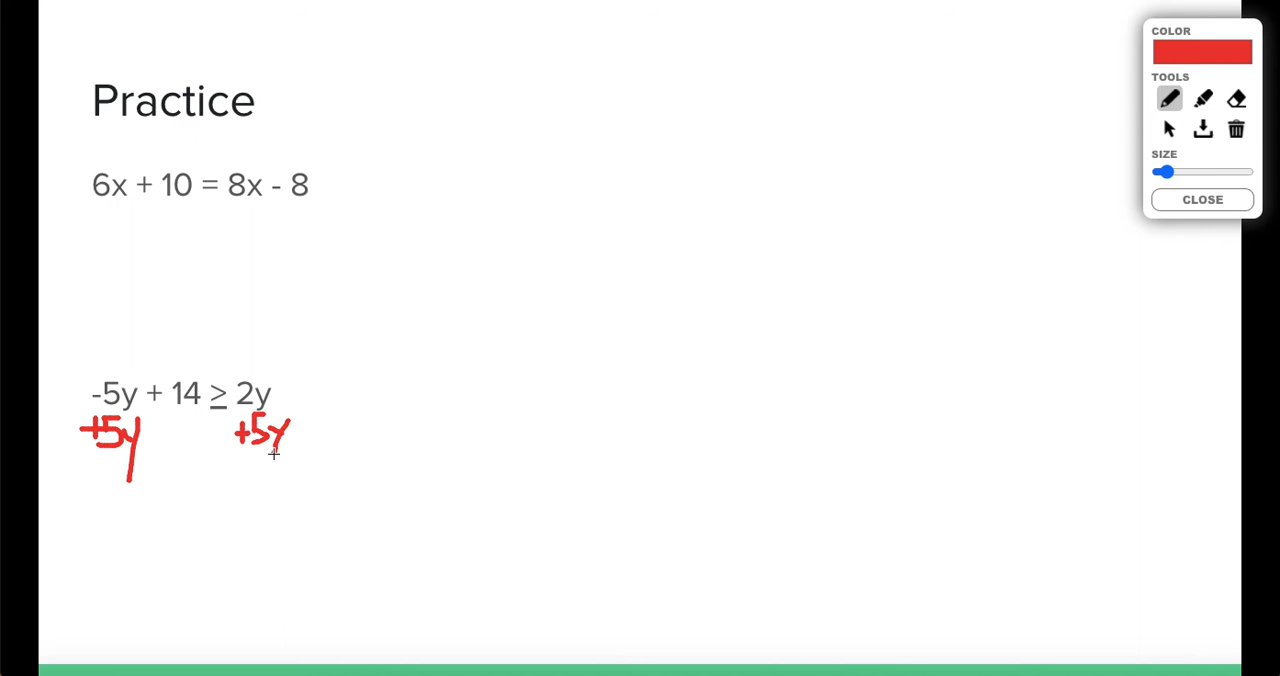 Practice
6x + 10 = 8x - 8
-5y + 14 ≥ 2y
+5y +5y
COLOR
TOOLS
SIZE
CLOSE